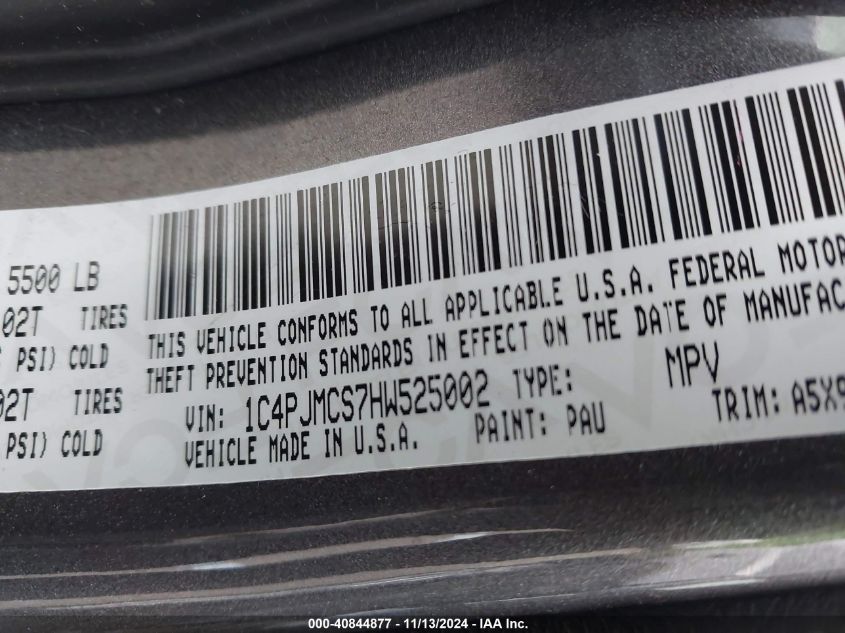 5500 LB
02T TIRES
PSI) COLD
02T TIRES
PSI) COLD
THIS VEHICLE CONFORMS TO ALL APPLICABLE U.S.A. FEDERAL MOTOR
THEFT PREVENTION STANDARDS IN EFFECT ON THE DATE OF MANUFAC
VIN: 1C4PJMCS7HW525002 TYPE: MPV
VEHICLE MADE IN U.S.A. PAINT: PAU TRIM: A5X9
000-40844877 - 11/13/2024 - IAA Inc.